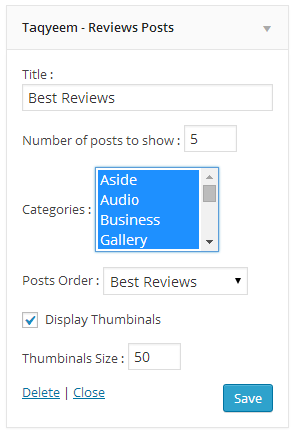 Taqyeem - Reviews Posts
Title :
Best Reviews
Number of posts to show : 5
Categories :
Aside
Audio
Business
Gallery
Posts Order : Best Reviews
Display Thumbinals
Thumbinals Size : 50
Delete | Close
Save